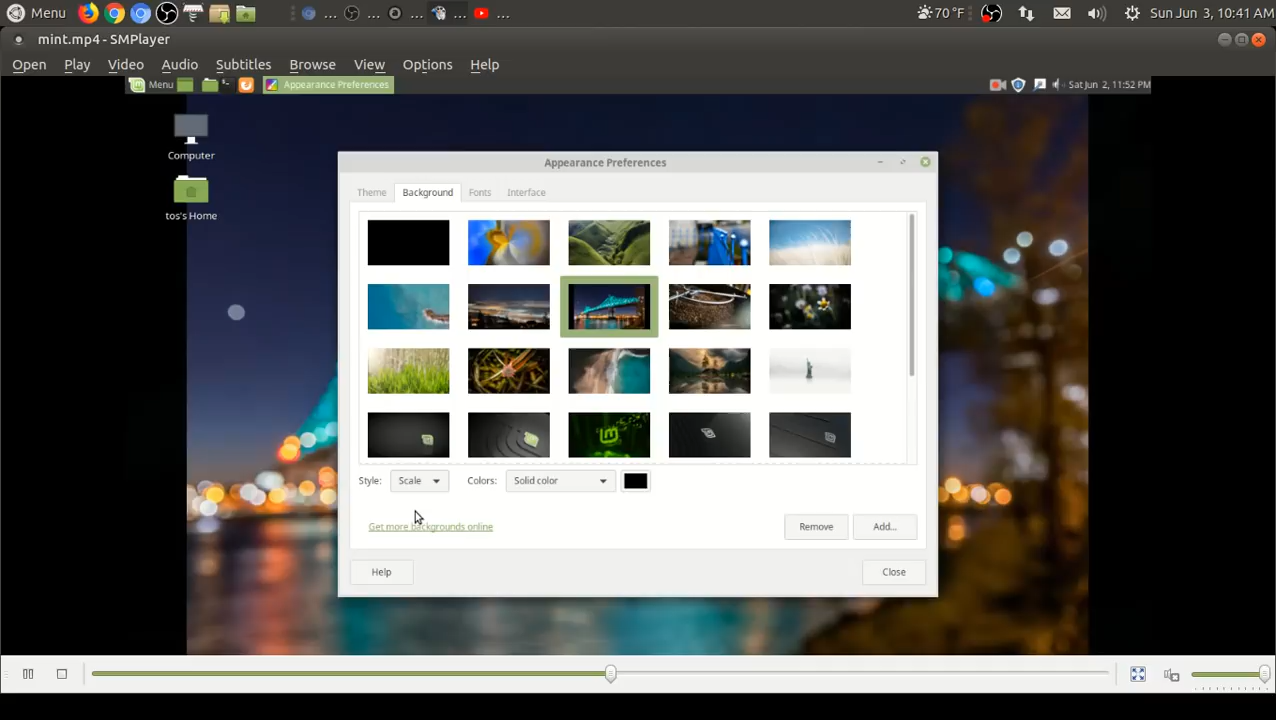 Menu ... ... ... ... ... 70 °F Sun Jun 3, 10:41 AM
mint.mp4 - SMPlayer
Open Play Video Audio Subtitles Browse View Options Help
Menu Appearance Preferences Sat Jun 2, 11:52 PM
Computer
tos's Home
Appearance Preferences
Theme Background Fonts Interface
Style: Scale Colors: Solid color
Get more backgrounds online Remove Add...
Help Close